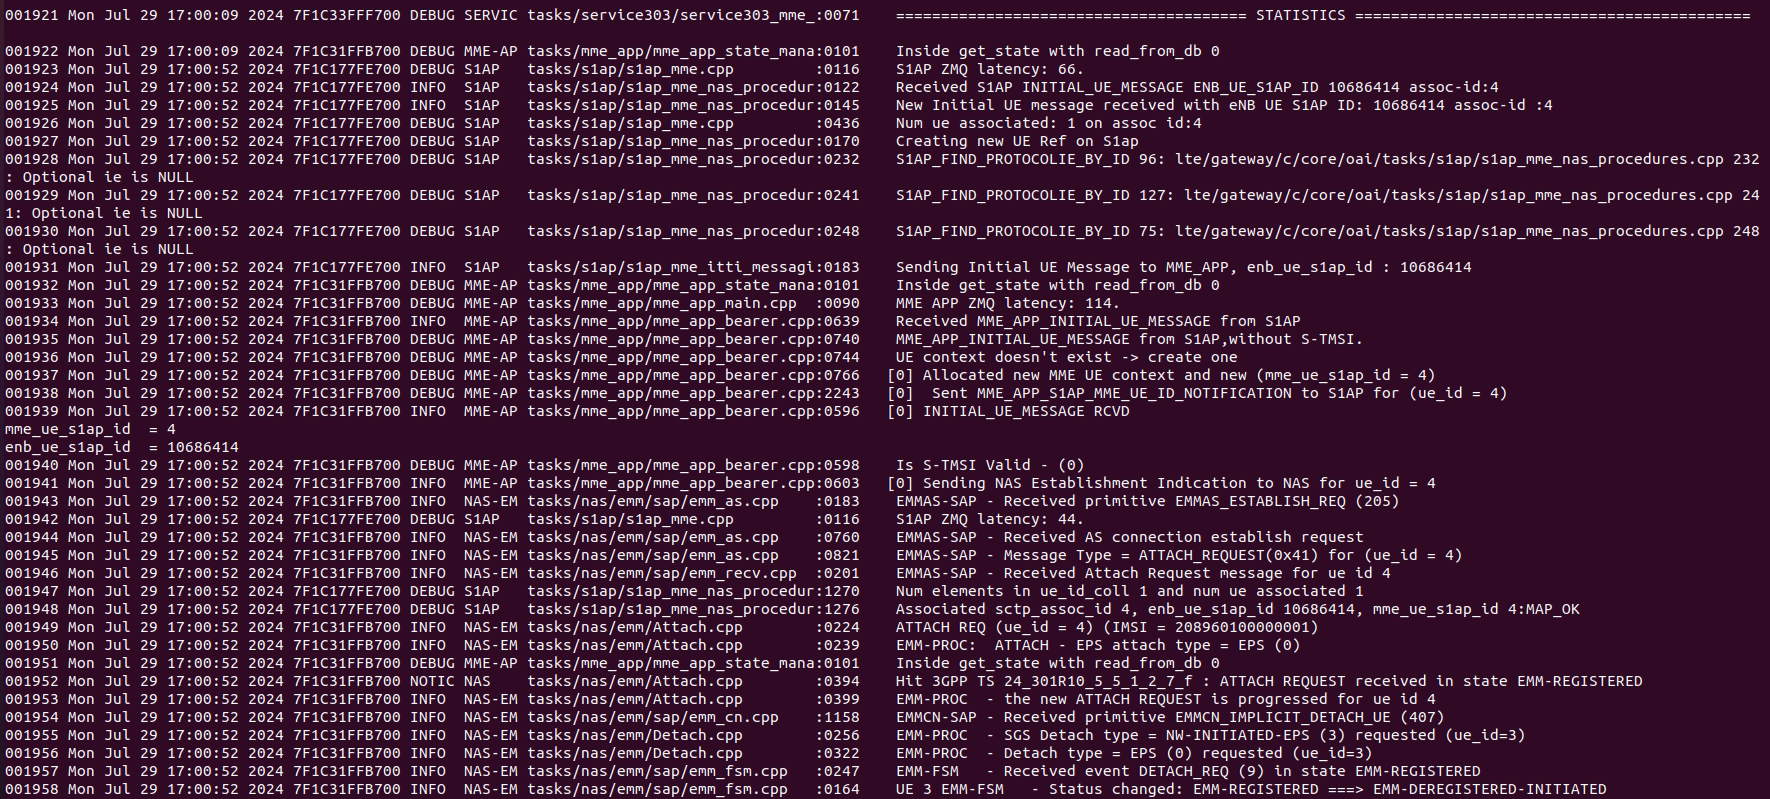 001921 Mon Jul 29 17:00:09 2024 7F1C33FFF700 DEBUG SERVIC tasks/service303/service303_mme_:0071    ======================================= STATISTICS ============================================
001922 Mon Jul 29 17:00:09 2024 7F1C31FFB700 DEBUG MME-AP tasks/mme_app/mme_app_state_mana:0101    Inside get_state with read_from_db 0
001923 Mon Jul 29 17:00:52 2024 7F1C177FE700 DEBUG S1AP   tasks/s1ap/s1ap_mme.cpp         :0116    S1AP ZMQ latency: 66.
001924 Mon Jul 29 17:00:52 2024 7F1C177FE700 INFO  S1AP   tasks/s1ap/s1ap_mme_nas_procedur:0122    Received S1AP INITIAL_UE_MESSAGE ENB_UE_S1AP_ID 10686414 assoc-id:4
001925 Mon Jul 29 17:00:52 2024 7F1C177FE700 INFO  S1AP   tasks/s1ap/s1ap_mme_nas_procedur:0145    New Initial UE message received with eNB UE S1AP ID: 10686414 assoc-id :4
001926 Mon Jul 29 17:00:52 2024 7F1C177FE700 DEBUG S1AP   tasks/s1ap/s1ap_mme.cpp         :0436    Num ue associated: 1 on assoc id:4
001927 Mon Jul 29 17:00:52 2024 7F1C177FE700 DEBUG S1AP   tasks/s1ap/s1ap_mme_nas_procedur:0170    Creating new UE Ref on S1ap
001928 Mon Jul 29 17:00:52 2024 7F1C177FE700 DEBUG S1AP   tasks/s1ap/s1ap_mme_nas_procedur:0232    S1AP_FIND_PROTOCOLIE_BY_ID 96: lte/gateway/c/core/oai/tasks/s1ap/s1ap_mme_nas_procedures.cpp 232
: Optional ie is NULL
001929 Mon Jul 29 17:00:52 2024 7F1C177FE700 DEBUG S1AP   tasks/s1ap/s1ap_mme_nas_procedur:0241    S1AP_FIND_PROTOCOLIE_BY_ID 127: lte/gateway/c/core/oai/tasks/s1ap/s1ap_mme_nas_procedures.cpp 24
1: Optional ie is NULL
001930 Mon Jul 29 17:00:52 2024 7F1C177FE700 DEBUG S1AP   tasks/s1ap/s1ap_mme_nas_procedur:0248    S1AP_FIND_PROTOCOLIE_BY_ID 75: lte/gateway/c/core/oai/tasks/s1ap/s1ap_mme_nas_procedures.cpp 248
: Optional ie is NULL
001931 Mon Jul 29 17:00:52 2024 7F1C177FE700 INFO  S1AP   tasks/s1ap/s1ap_mme_itti_messagi:0183    Sending Initial UE Message to MME_APP, enb_ue_s1ap_id : 10686414
001932 Mon Jul 29 17:00:52 2024 7F1C31FFB700 DEBUG MME-AP tasks/mme_app/mme_app_state_mana:0101    Inside get_state with read_from_db 0
001933 Mon Jul 29 17:00:52 2024 7F1C31FFB700 DEBUG MME-AP tasks/mme_app/mme_app_main.cpp  :0090    MME APP ZMQ latency: 114.
001934 Mon Jul 29 17:00:52 2024 7F1C31FFB700 INFO  MME-AP tasks/mme_app/mme_app_bearer.cpp:0639    Received MME_APP_INITIAL_UE_MESSAGE from S1AP
001935 Mon Jul 29 17:00:52 2024 7F1C31FFB700 DEBUG MME-AP tasks/mme_app/mme_app_bearer.cpp:0740    MME_APP_INITIAL_UE_MESSAGE from S1AP,without S-TMSI.
001936 Mon Jul 29 17:00:52 2024 7F1C31FFB700 DEBUG MME-AP tasks/mme_app/mme_app_bearer.cpp:0744    UE context doesn't exist -> create one
001937 Mon Jul 29 17:00:52 2024 7F1C31FFB700 DEBUG MME-AP tasks/mme_app/mme_app_bearer.cpp:0766   [0] Allocated new MME UE context and new (mme_ue_s1ap_id = 4)
001938 Mon Jul 29 17:00:52 2024 7F1C31FFB700 DEBUG MME-AP tasks/mme_app/mme_app_bearer.cpp:2243   [0]  Sent MME_APP_S1AP_MME_UE_ID_NOTIFICATION to S1AP for (ue_id = 4)
001939 Mon Jul 29 17:00:52 2024 7F1C31FFB700 INFO  MME-AP tasks/mme_app/mme_app_bearer.cpp:0596   [0] INITIAL_UE_MESSAGE RCVD
mme_ue_s1ap_id  = 4
enb_ue_s1ap_id  = 10686414
001940 Mon Jul 29 17:00:52 2024 7F1C31FFB700 DEBUG MME-AP tasks/mme_app/mme_app_bearer.cpp:0598    Is S-TMSI Valid - (0)
001941 Mon Jul 29 17:00:52 2024 7F1C31FFB700 INFO  MME-AP tasks/mme_app/mme_app_bearer.cpp:0603   [0] Sending NAS Establishment Indication to NAS for ue_id = 4
001943 Mon Jul 29 17:00:52 2024 7F1C31FFB700 INFO  NAS-EM tasks/nas/emm/sap/emm_as.cpp    :0183    EMMAS-SAP - Received primitive EMMAS_ESTABLISH_REQ (205)
001942 Mon Jul 29 17:00:52 2024 7F1C177FE700 DEBUG S1AP   tasks/s1ap/s1ap_mme.cpp         :0116    S1AP ZMQ latency: 44.
001944 Mon Jul 29 17:00:52 2024 7F1C31FFB700 INFO  NAS-EM tasks/nas/emm/sap/emm_as.cpp    :0760    EMMAS-SAP - Received AS connection establish request
001945 Mon Jul 29 17:00:52 2024 7F1C31FFB700 INFO  NAS-EM tasks/nas/emm/sap/emm_as.cpp    :0821    EMMAS-SAP - Message Type = ATTACH_REQUEST(0x41) for (ue_id = 4)
001946 Mon Jul 29 17:00:52 2024 7F1C31FFB700 INFO  NAS-EM tasks/nas/emm/sap/emm_recv.cpp  :0201    EMMAS-SAP - Received Attach Request message for ue id 4
001947 Mon Jul 29 17:00:52 2024 7F1C177FE700 DEBUG S1AP   tasks/s1ap/s1ap_mme_nas_procedur:1270    Num elements in ue_id_coll 1 and num ue associated 1
001948 Mon Jul 29 17:00:52 2024 7F1C177FE700 DEBUG S1AP   tasks/s1ap/s1ap_mme_nas_procedur:1276    Associated sctp_assoc_id 4, enb_ue_s1ap_id 10686414, mme_ue_s1ap_id 4:MAP_OK
001949 Mon Jul 29 17:00:52 2024 7F1C31FFB700 INFO  NAS-EM tasks/nas/emm/Attach.cpp        :0224    ATTACH REQ (ue_id = 4) (IMSI = 208960100000001)
001950 Mon Jul 29 17:00:52 2024 7F1C31FFB700 INFO  NAS-EM tasks/nas/emm/Attach.cpp        :0239    EMM-PROC:  ATTACH - EPS attach type = EPS (0)
001951 Mon Jul 29 17:00:52 2024 7F1C31FFB700 DEBUG MME-AP tasks/mme_app/mme_app_state_mana:0101    Inside get_state with read_from_db 0
001952 Mon Jul 29 17:00:52 2024 7F1C31FFB700 NOTIC NAS    tasks/nas/emm/Attach.cpp        :0394    Hit 3GPP TS 24_301R10_5_5_1_2_7_f : ATTACH REQUEST received in state EMM-REGISTERED
001953 Mon Jul 29 17:00:52 2024 7F1C31FFB700 INFO  NAS-EM tasks/nas/emm/Attach.cpp        :0399    EMM-PROC  - the new ATTACH REQUEST is progressed for ue id 4
001954 Mon Jul 29 17:00:52 2024 7F1C31FFB700 INFO  NAS-EM tasks/nas/emm/sap/emm_cn.cpp    :1158    EMMCN-SAP - Received primitive EMMCN_IMPLICIT_DETACH_UE (407)
001955 Mon Jul 29 17:00:52 2024 7F1C31FFB700 INFO  NAS-EM tasks/nas/emm/Detach.cpp        :0256    EMM-PROC  - SGS Detach type = NW-INITIATED-EPS (3) requested (ue_id=3)
001956 Mon Jul 29 17:00:52 2024 7F1C31FFB700 INFO  NAS-EM tasks/nas/emm/Detach.cpp        :0322    EMM-PROC  - Detach type = EPS (0) requested (ue_id=3)
001957 Mon Jul 29 17:00:52 2024 7F1C31FFB700 INFO  NAS-EM tasks/nas/emm/sap/emm_fsm.cpp   :0247    EMM-FSM   - Received event DETACH_REQ (9) in state EMM-REGISTERED
001958 Mon Jul 29 17:00:52 2024 7F1C31FFB700 INFO  NAS-EM tasks/nas/emm/sap/emm_fsm.cpp   :0164    UE 3 EMM-FSM   - Status changed: EMM-REGISTERED ===> EMM-DEREGISTERED-INITIATED